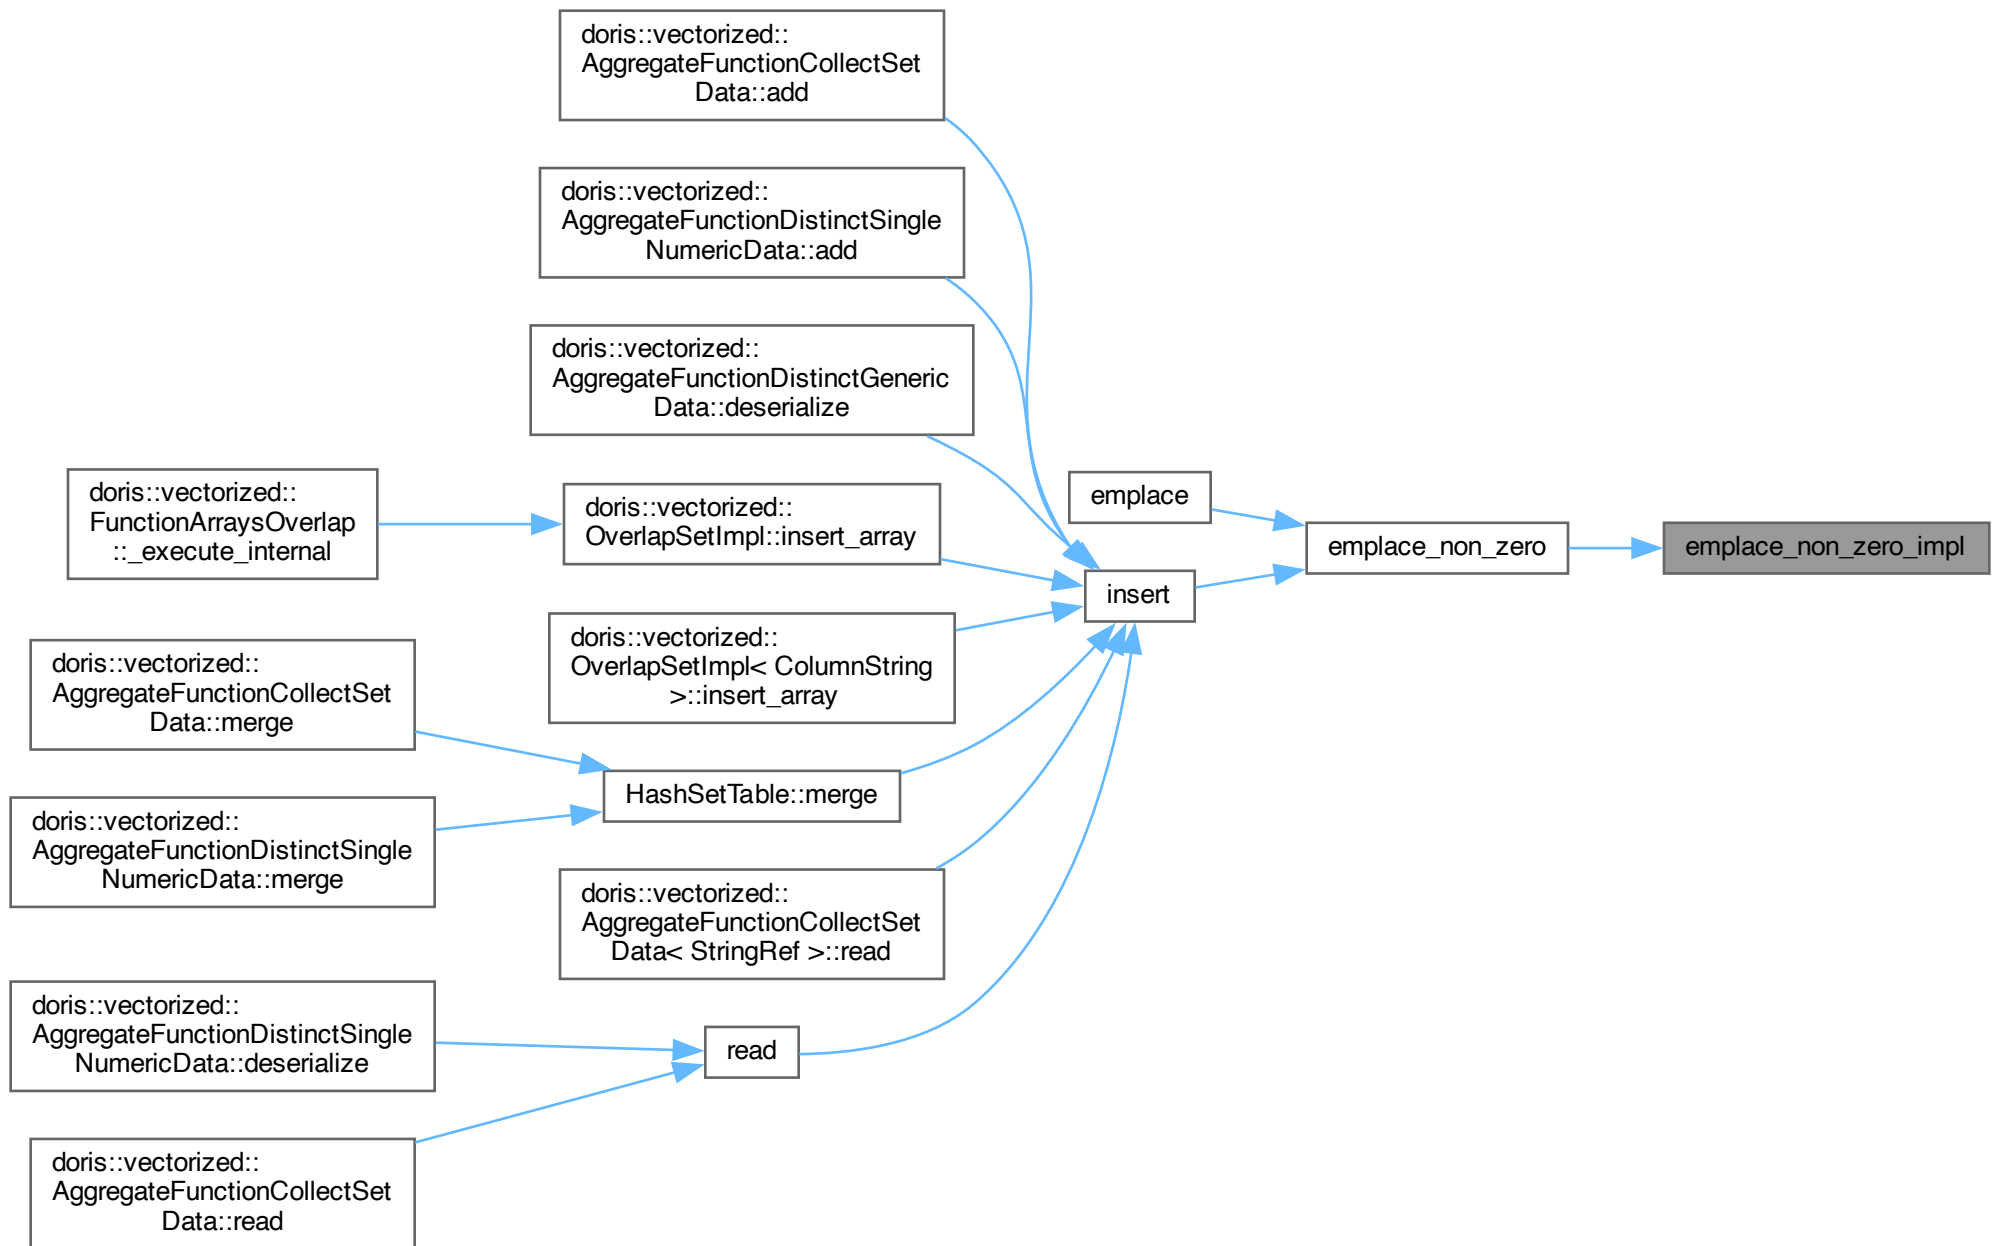 doris::vectorized::
AggregateFunctionCollectSet
Data::add
doris::vectorized::
AggregateFunctionDistinctSingle
NumericData::add
doris::vectorized::
AggregateFunctionDistinctGeneric
Data::deserialize
doris::vectorized::
FunctionArraysOverlap
::_execute_internal
doris::vectorized::
OverlapSetImpl::insert_array
emplace
emplace_non_zero
emplace_non_zero_impl
insert
doris::vectorized::
OverlapSetImpl< ColumnString
>::insert_array
doris::vectorized::
AggregateFunctionCollectSet
Data::merge
HashSetTable::merge
doris::vectorized::
AggregateFunctionDistinctSingle
NumericData::merge
doris::vectorized::
AggregateFunctionCollectSet
Data< StringRef >::read
doris::vectorized::
AggregateFunctionDistinctSingle
NumericData::deserialize
read
doris::vectorized::
AggregateFunctionCollectSet
Data::read